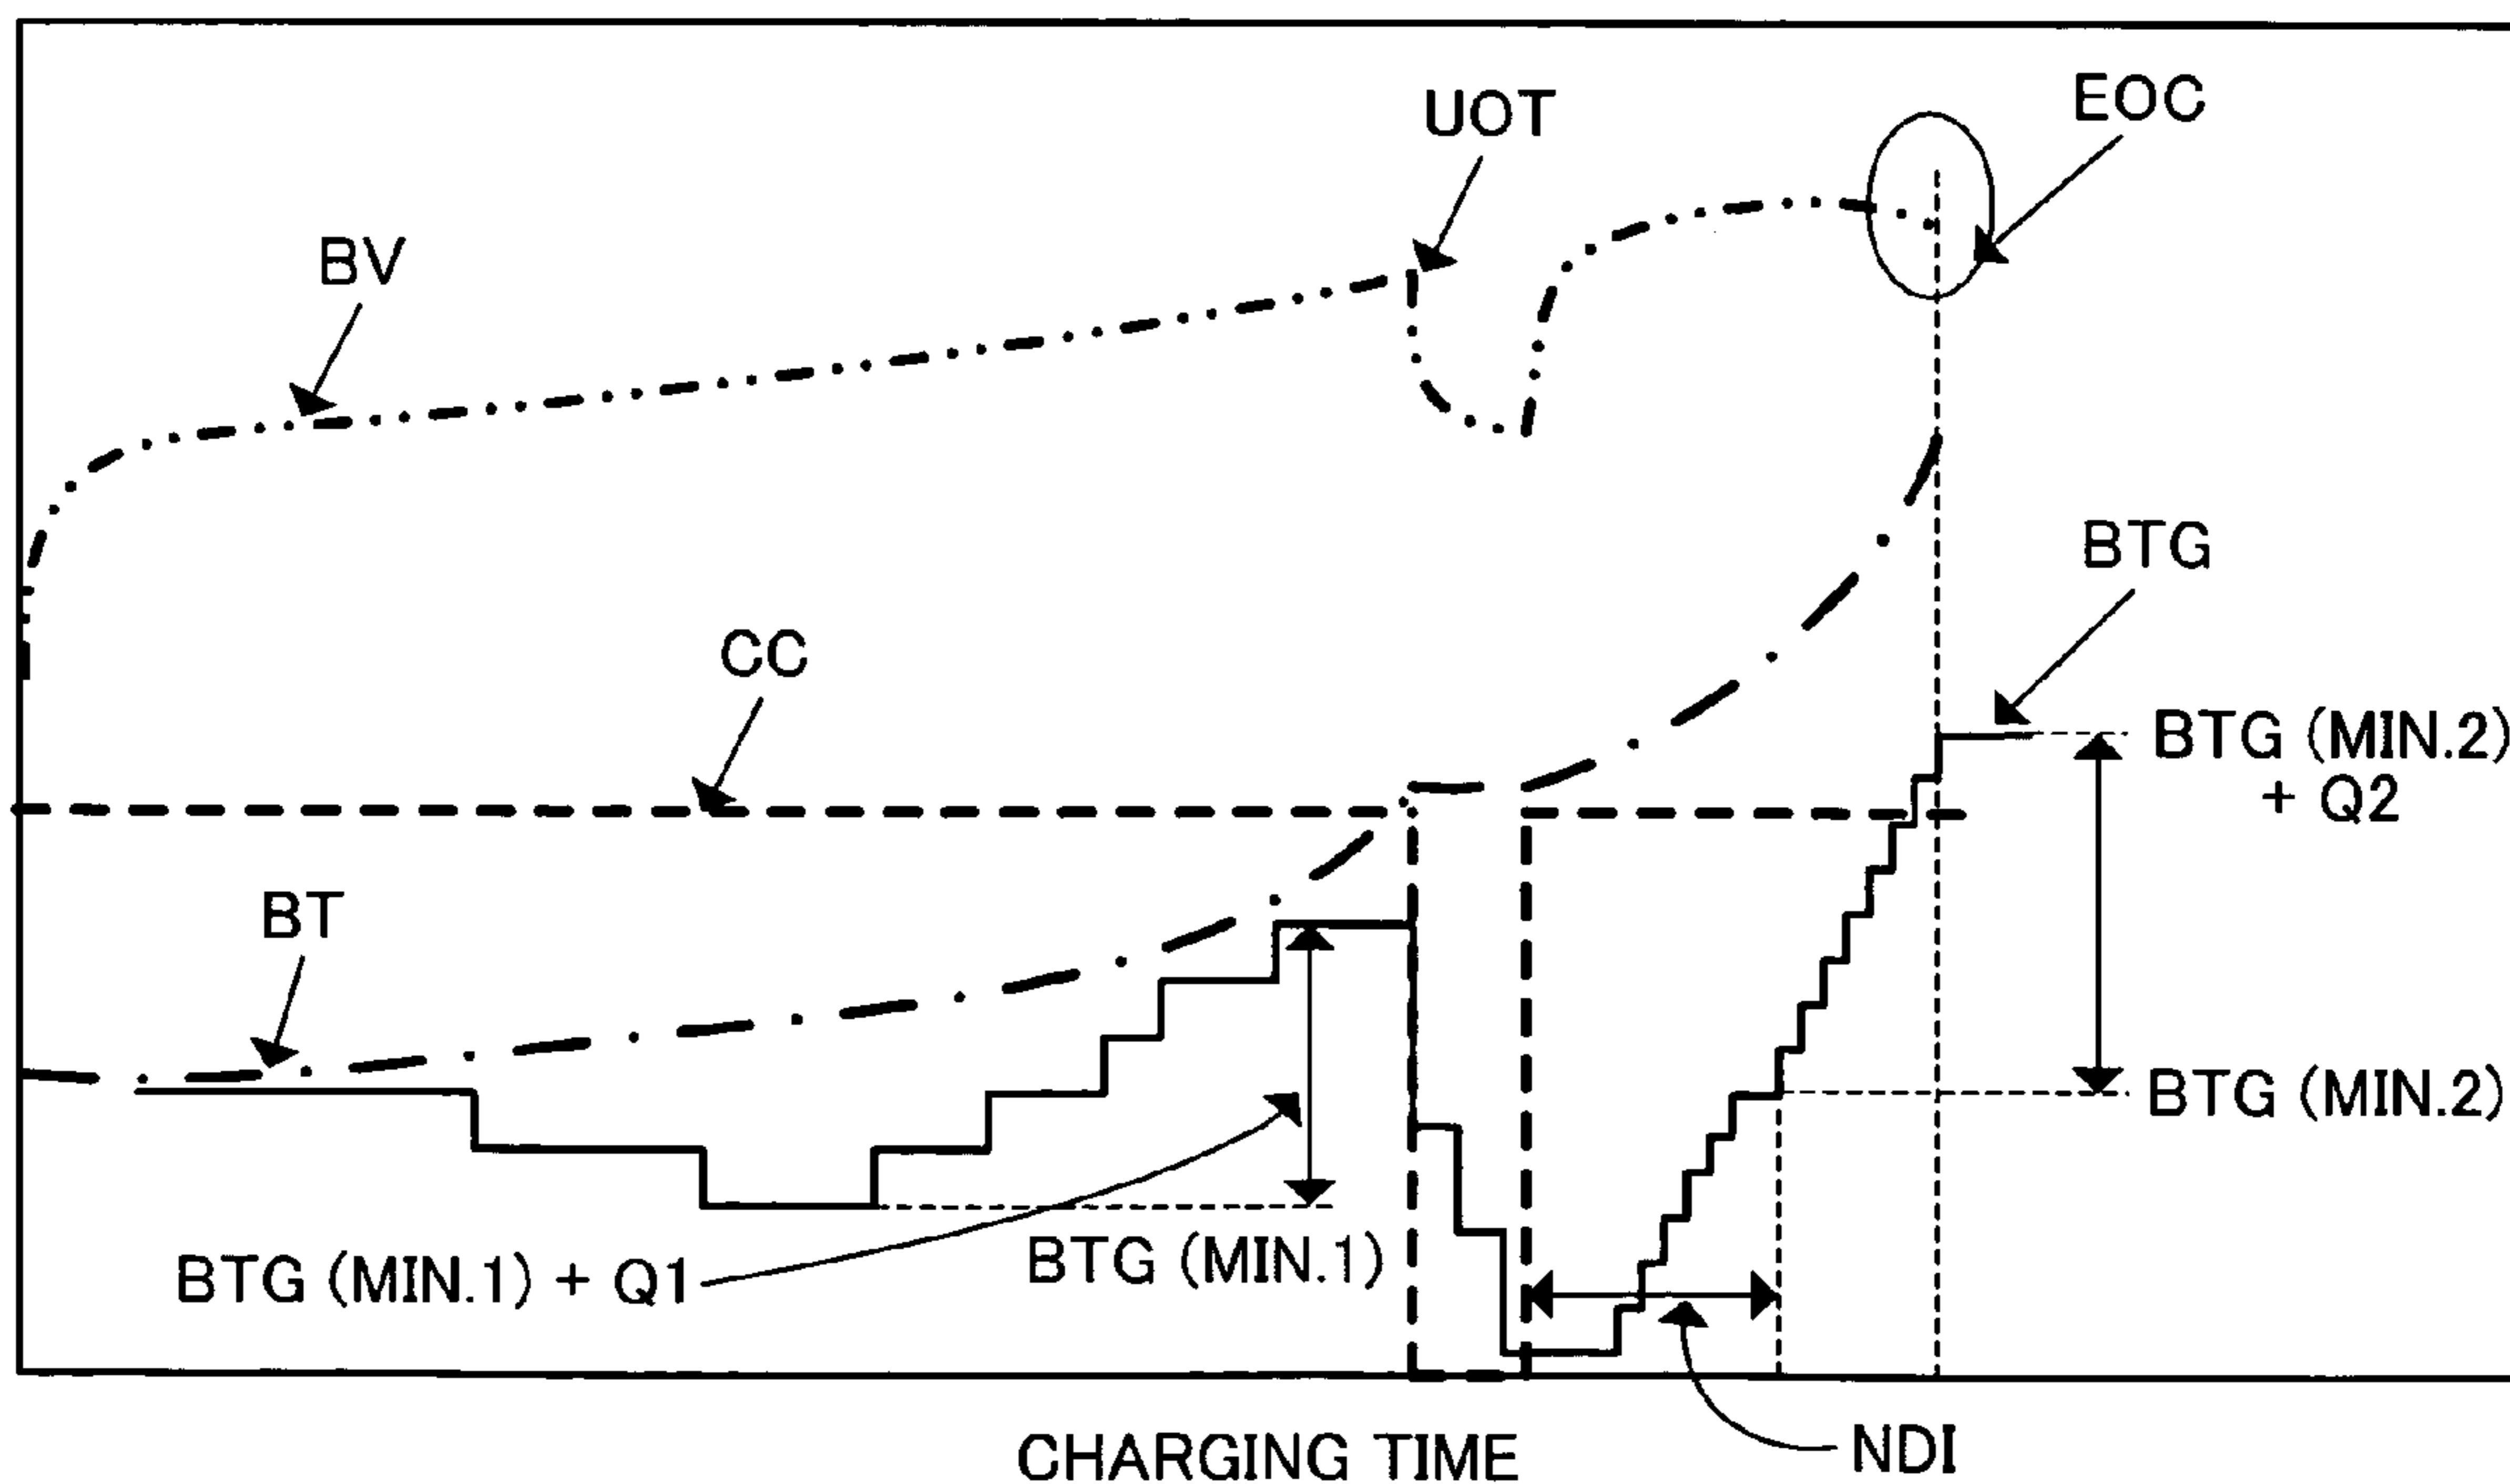 EOC
UOT
BV
BTG
CC
BTG (MIN.2)
+ Q2
BT
BTG (MIN.2)
BTG (MIN.1) + Q1
BTG (MIN.1)
CHARGING TIME
NDI